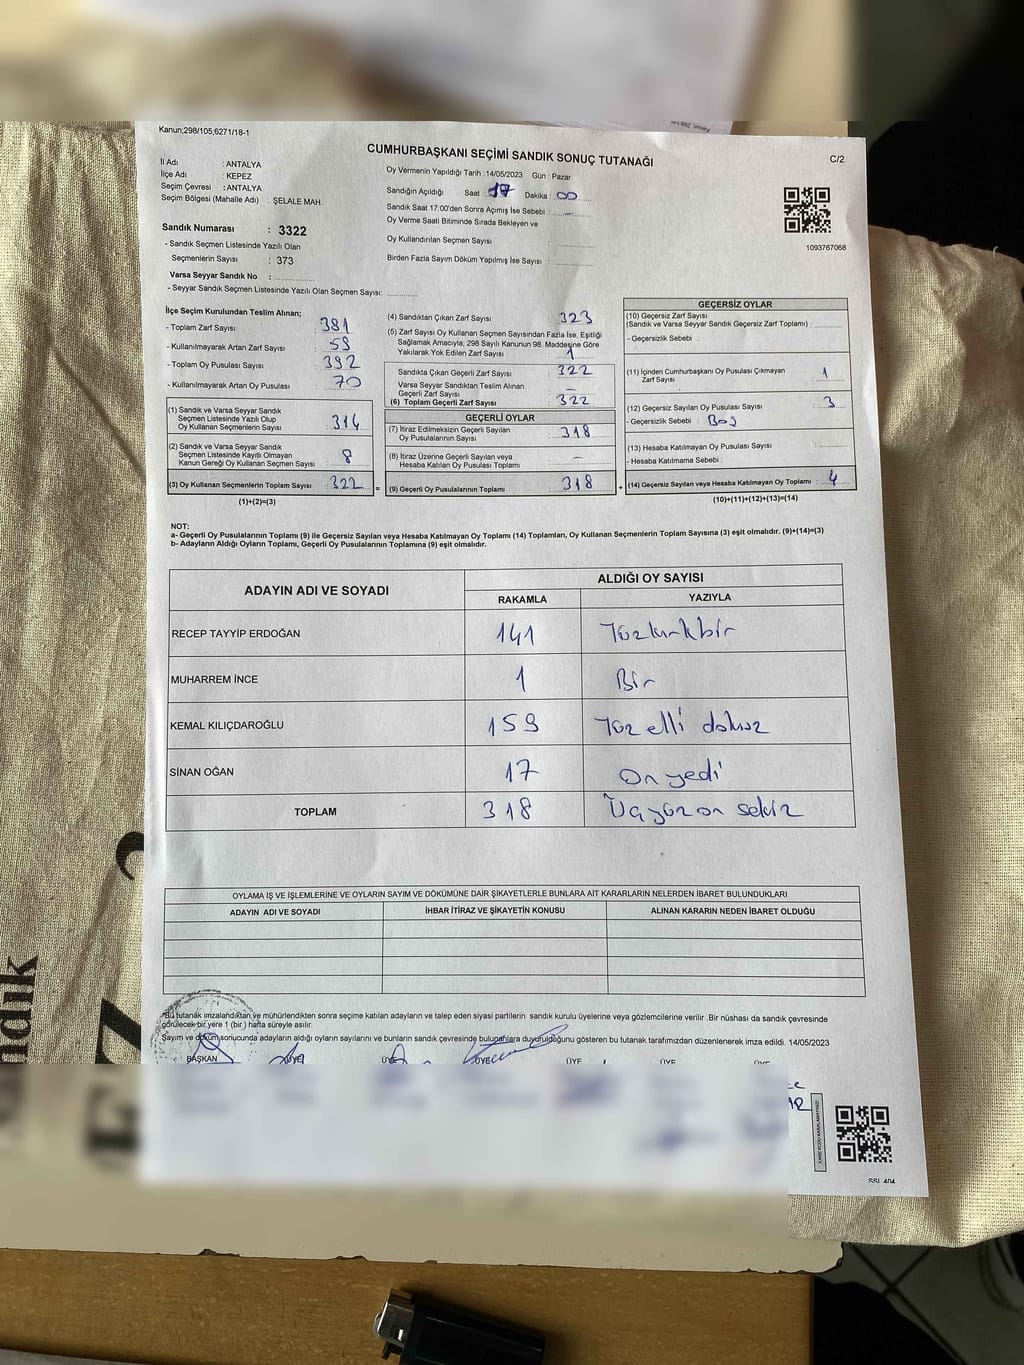 Kanun;298/105,6271/18-1
CUMHURBAŞKANI SEÇİMİ SANDIK SONUÇ TUTANAĞI
C/2
İl Adı : ANTALYA
İlçe Adı : KEPEZ
Seçim Çevresi : ANTALYA
Seçim Bölgesi (Mahalle Adı) : ŞELALE MAH.
Oy Vermenin Yapıldığı Tarih : 14/05/2023 Gün : Pazar
Sandığın Açıldığı Saat : 17 Dakika : 00
Sandık Saat 17:00'den Sonra Açımış İse Sebebi :
Oy Verme Saati Bitiminde Sırada Bekleyen ve
Oy Kullandırılan Seçmen Sayısı :
Birden Fazla Sayım Döküm Yapılmış İse Sayısı :
1093767068
Sandık Numarası : 3322
- Sandık Seçmen Listesinde Yazılı Olan
Seçmenlerin Sayısı : 373
Varsa Seyyar Sandık No :
- Seyyar Sandık Seçmen Listesinde Yazılı Olan Seçmen Sayısı:
İlçe Seçim Kurulundan Teslim Alınan;
- Toplam Zarf Sayısı : 381
- Kullanılmayarak Artan Zarf Sayısı : 59
- Toplam Oy Pusulası Sayısı : 392
- Kullanılmayarak Artan Oy Pusulası : 70
(1) Sandık ve Varsa Seyyar Sandık
Seçmen Listesinde Yazılı Olup
Oy Kullanan Seçmenlerin Sayısı : 314
(2) Sandık ve Varsa Seyyar Sandık
Seçmen Listesinde Kayıtlı Olmayan
Kanun Gereği Oy Kullanan Seçmen Sayısı : 8
(3) Oy Kullanan Seçmenlerin Toplam Sayısı : 322
(1)+(2)=(3)
(4) Sandıktan Çıkan Zarf Sayısı : 323
(5) Zarf Sayısı Oy Kullanan Seçmen Sayısından Fazla İse, Eşitliği
Sağlamak Amacıyla; 298 Sayılı Kanunun 98. Maddesine Göre
Yakılarak Yok Edilen Zarf Sayısı : 1
Sandıkta Çıkan Geçerli Zarf Sayısı : 322
Varsa Seyyar Sandıktan Teslim Alınan
Geçerli Zarf Sayısı : -
(6) Toplam Geçerli Zarf Sayısı : 322
GEÇERLİ OYLAR
(7) İtiraz Edilmeksizin Geçerli Sayılan
Oy Pusulalarının Sayısı : 318
(8) İtiraz Üzerine Geçerli Sayılan veya
Hesaba Katılan Oy Pusulası Toplamı : -
= (9) Geçerli Oy Pusulalarının Toplamı : 318 +
GEÇERSİZ OYLAR
(10) Geçersiz Zarf Sayısı
(Sandık ve Varsa Seyyar Sandık Geçersiz Zarf Toplamı) :
- Geçersizlik Sebebi :
(11) İçinden Cumhurbaşkanı Oy Pusulası Çıkmayan
Zarf Sayısı : 1
(12) Geçersiz Sayılan Oy Pusulası Sayısı : 3
- Geçersizlik Sebebi : Boş
(13) Hesaba Katılmayan Oy Pusulası Sayısı :
- Hesaba Katılmama Sebebi :
(14) Geçersiz Sayılan veya Hesaba Katılmayan Oy Toplamı : 4
(10)+(11)+(12)+(13)=(14)
NOT:
a- Geçerli Oy Pusulalarının Toplamı (9) ile Geçersiz Sayılan veya Hesaba Katılmayan Oy Toplamı (14) Toplamları, Oy Kullanan Seçmenlerin Toplam Sayısına (3) eşit olmalıdır. (9)+(14)=(3)
b- Adayların Aldığı Oyların Toplamı, Geçerli Oy Pusulalarının Toplamına (9) eşit olmalıdır.
ADAYIN ADI VE SOYADI ALDIĞI OY SAYISI
RAKAMLA YAZIYLA
RECEP TAYYİP ERDOĞAN 141 Yüzkırkbir
MUHARREM İNCE 1 Bir
KEMAL KILIÇDAROĞLU 159 Yüz elli dokuz
SİNAN OĞAN 17 On yedi
TOPLAM 318 Üçyüz on sekiz
OYLAMA İŞ VE İŞLEMLERİNE VE OYLARIN SAYIM VE DÖKÜMÜNE DAİR ŞİKAYETLERLE BUNLARA AİT KARARLARIN NELERDEN İBARET BULUNDUKLARI
ADAYIN ADI VE SOYADI İHBAR İTİRAZ VE ŞİKAYETİN KONUSU ALINAN KARARIN NEDEN İBARET OLDUĞU
*Bu tutanak imzalandıktan ve mühürlendikten sonra seçime katılan adayların ve talep eden siyasi partilerin sandık kurulu üyelerine veya gözlemcilerine verilir .Bir nüshası da sandık çevresinde
görülecek bir yere 1 (bir) hafta süreyle asılır.
Sayım ve döküm sonucunda adayların aldığı oyların sayılarını ve bunların sandık çevresinde bulunanlara duyurulduğunu gösteren bu tutanak tarafımızdan düzenlenerek imza edildi. 14/05/2023
BAŞKAN ÜYE ÜYE ÜYE ÜYE ÜYE ÜYE
ndık